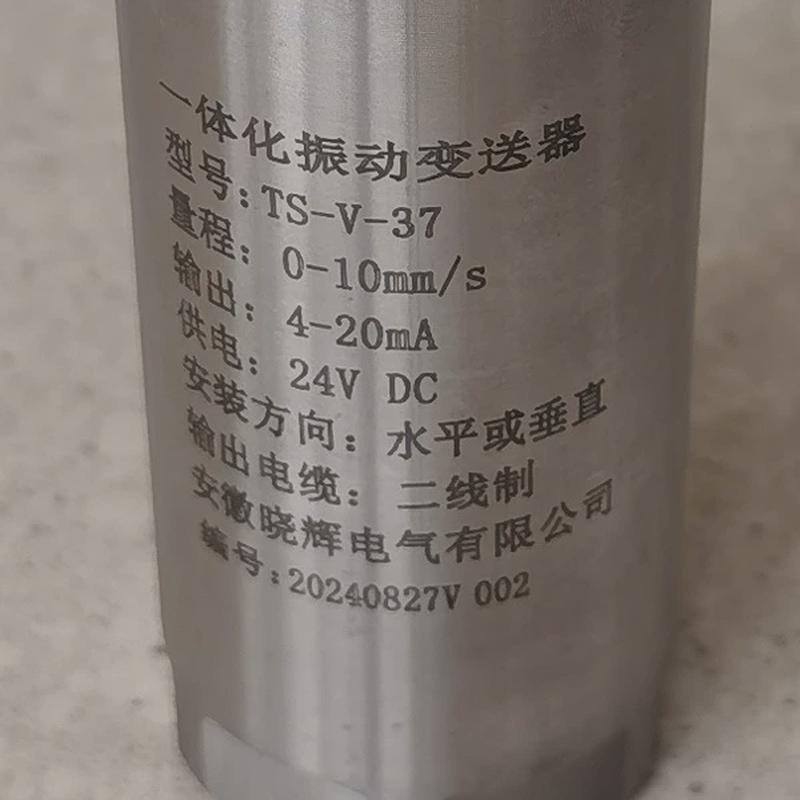 一体化振动变送器
型号:TS-V-37
量程: 0-10mm/s
输出: 4-20mA
供电: 24V DC
安装方向: 水平或垂直
输出电缆: 二线制
安徽晓辉电气有限公司
编号:20240827V 002